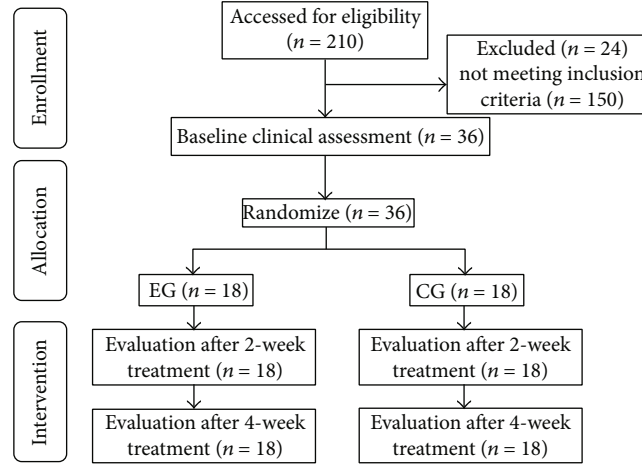 Enrollment
Accessed for eligibility
(n = 210)
Excluded (n = 24)
not meeting inclusion
criteria (n = 150)
Baseline clinical assessment (n = 36)
Allocation
Randomize (n = 36)
EG (n = 18)
CG (n = 18)
Intervention
Evaluation after 2-week
treatment (n = 18)
Evaluation after 2-week
treatment (n = 18)
Evaluation after 4-week
treatment (n = 18)
Evaluation after 4-week
treatment (n = 18)